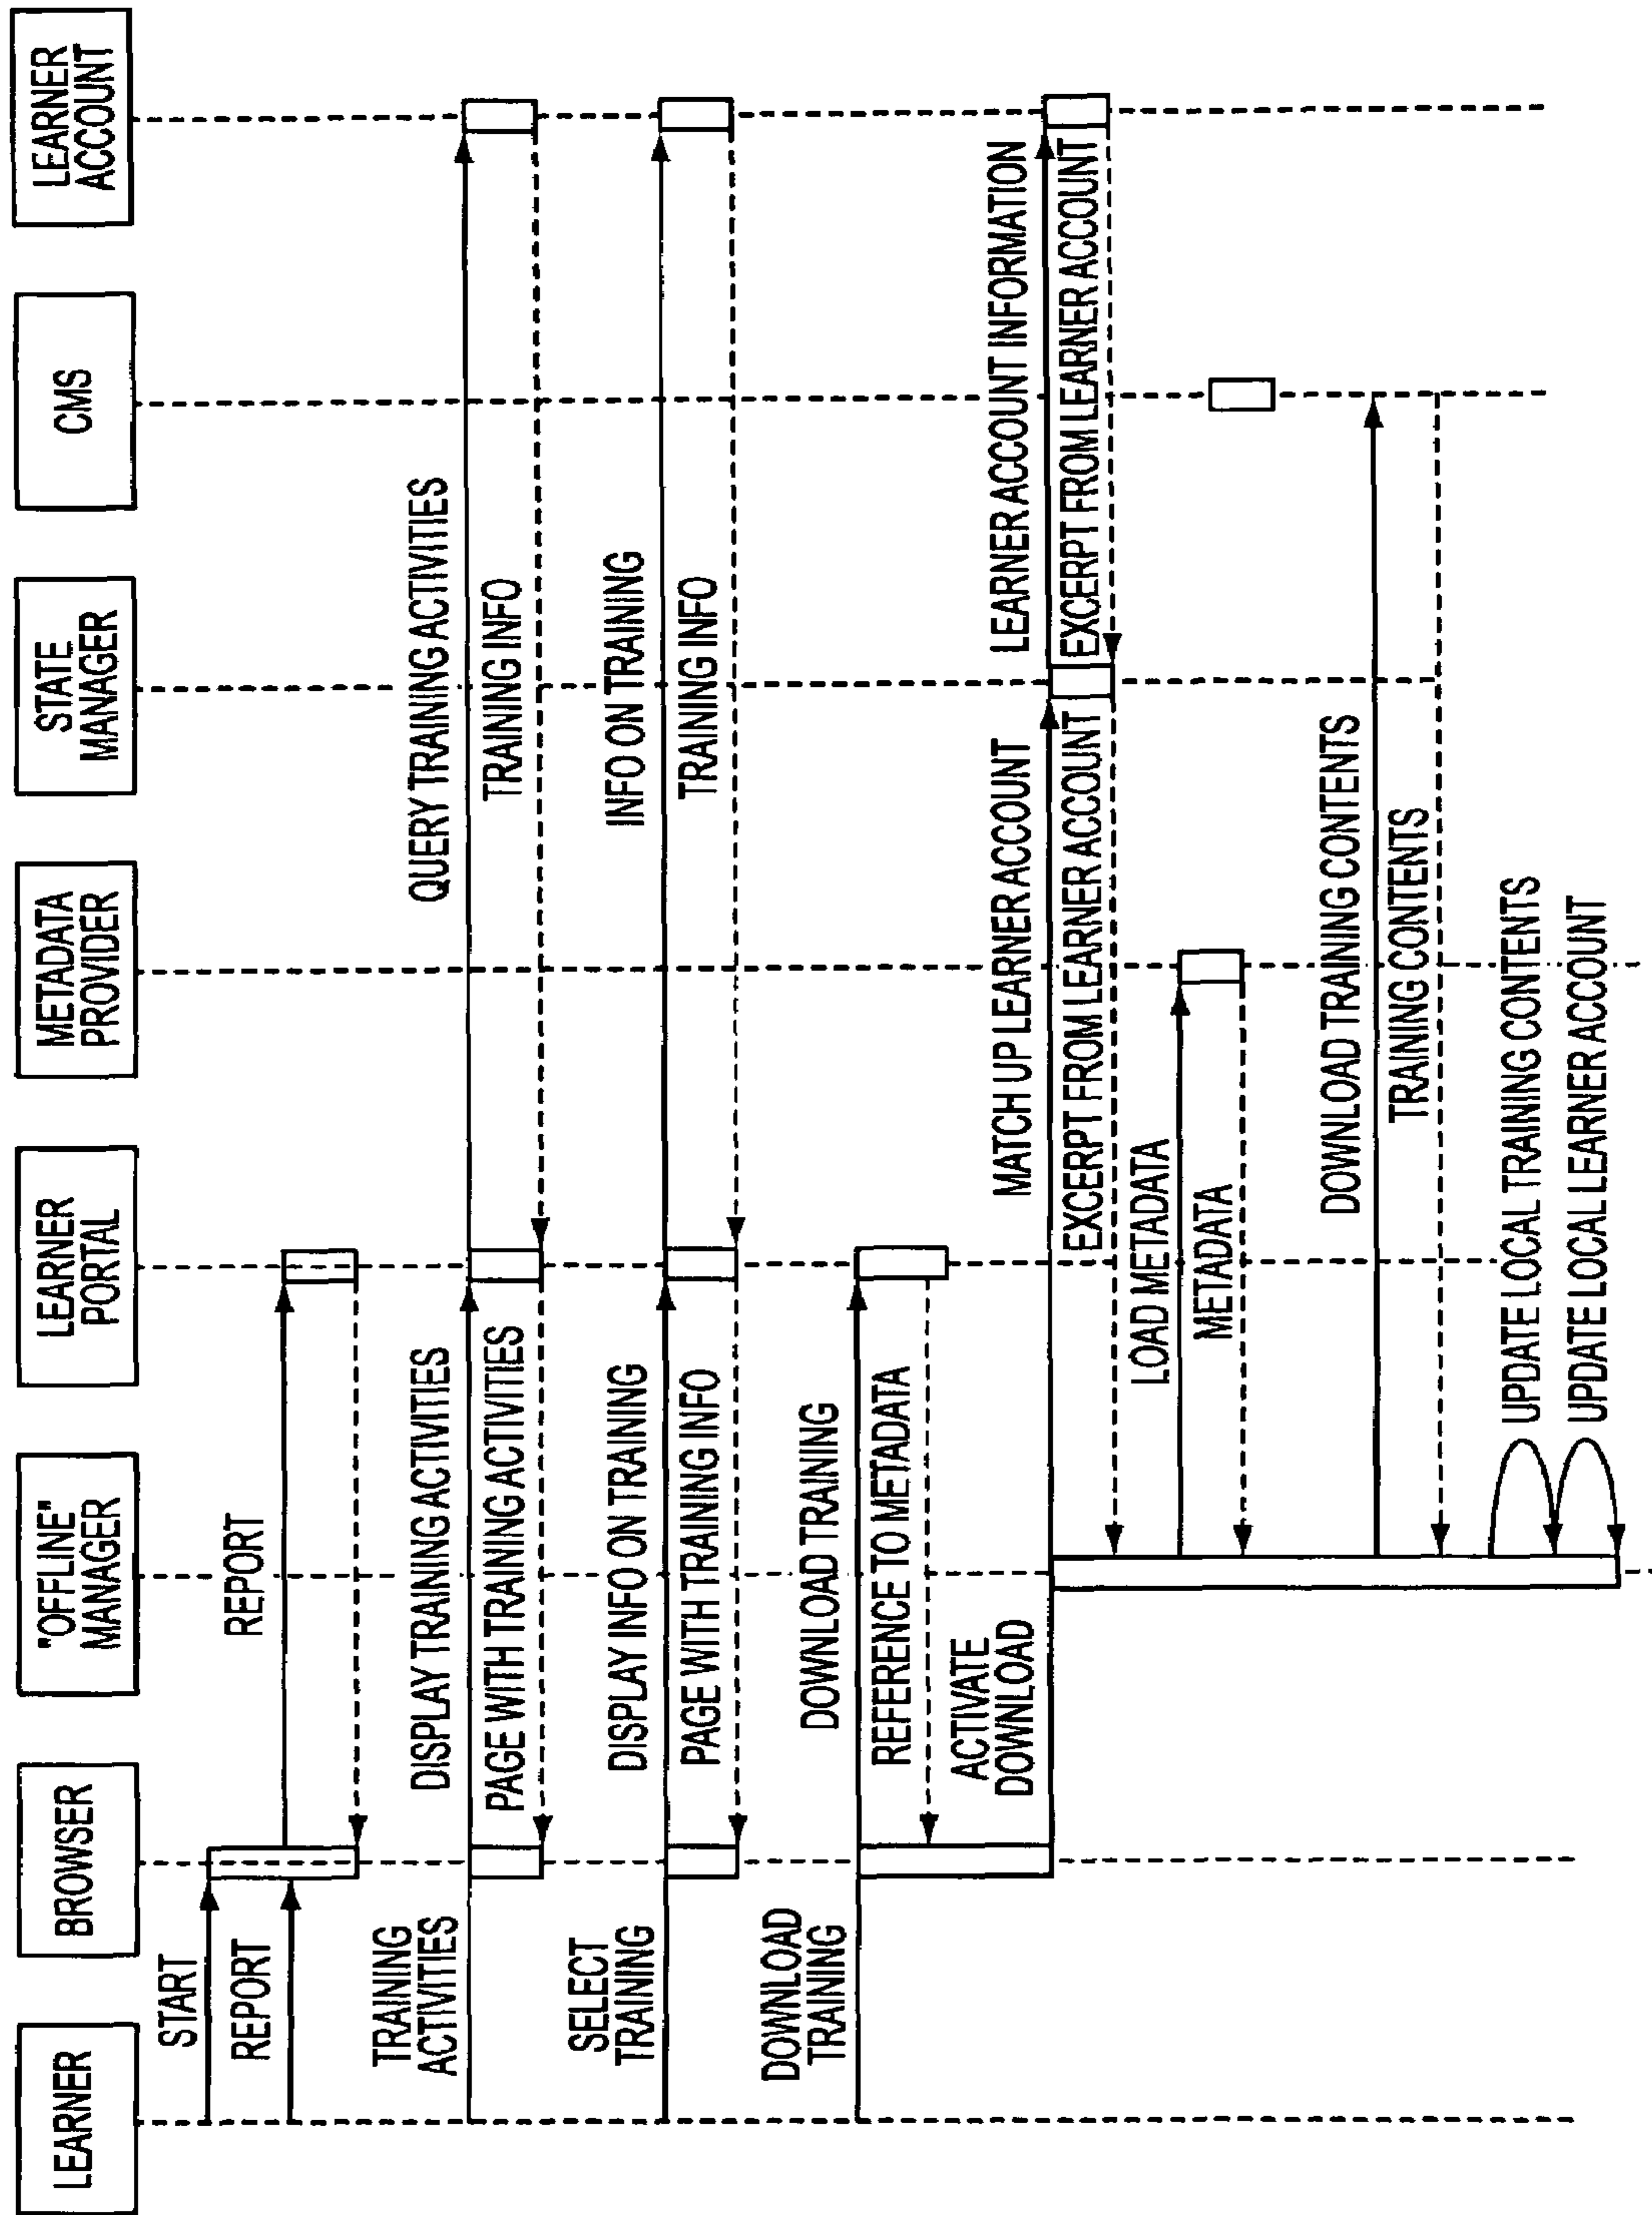 LEARNER
BROWSER
"OFFLINE"
MANAGER
LEARNER
PORTAL
METADATA
PROVIDER
STATE
MANAGER
CMS
LEARNER
ACCOUNT
START
REPORT
REPORT
TRAINING
ACTIVITIES
DISPLAY TRAINING ACTIVITIES
QUERY TRAINING ACTIVITIES
PAGE WITH TRAINING ACTIVITIES
TRAINING INFO
SELECT
TRAINING
DISPLAY INFO ON TRAINING
INFO ON TRAINING
PAGE WITH TRAINING INFO
TRAINING INFO
DOWNLOAD
TRAINING
DOWNLOAD TRAINING
REFERENCE TO METADATA
ACTIVATE
DOWNLOAD
MATCH UP LEARNER ACCOUNT
LEARNER ACCOUNT INFORMATION
EXCERPT FROM LEARNER ACCOUNT
EXCERPT FROM LEARNER ACCOUNT
LOAD METADATA
METADATA
DOWNLOAD TRAINING CONTENTS
TRAINING CONTENTS
UPDATE LOCAL TRAINING CONTENTS
UPDATE LOCAL LEARNER ACCOUNT